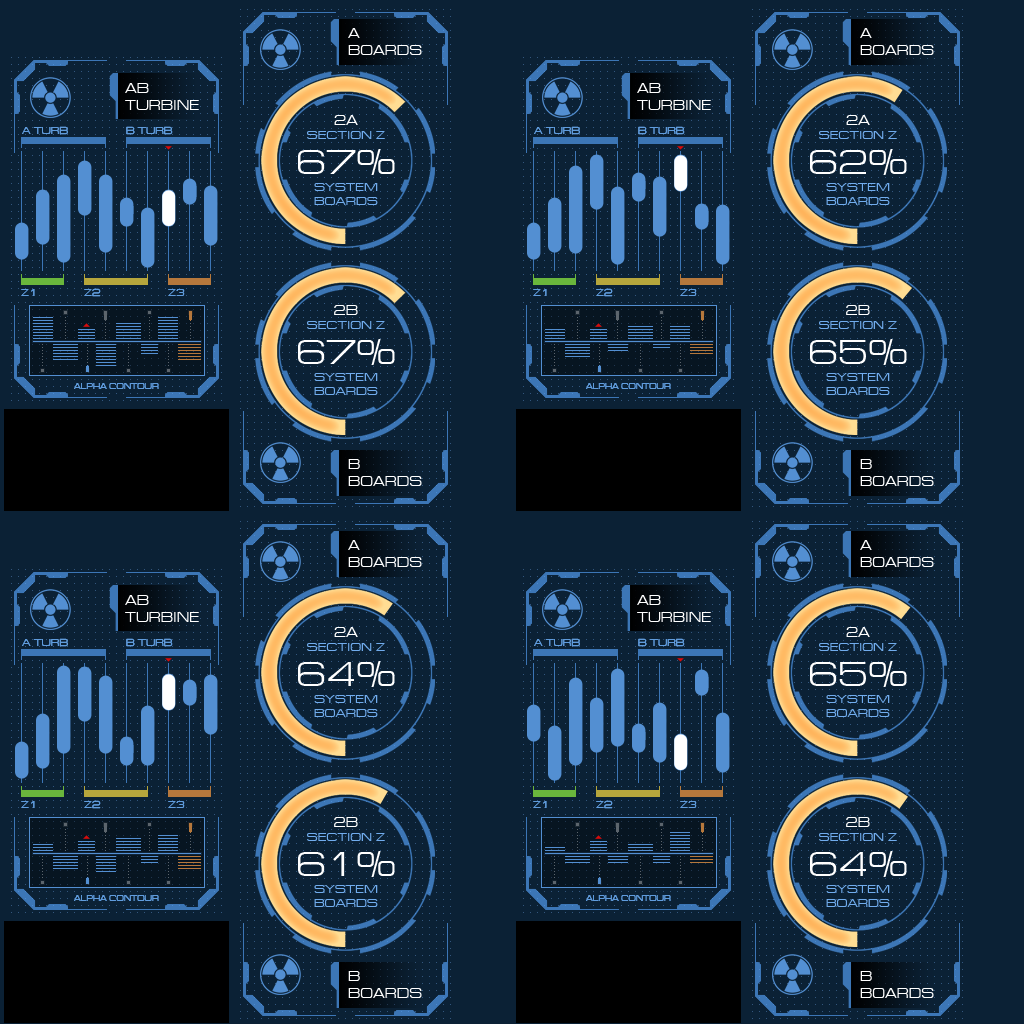 A
BOARDS
AB
TURBINE
A TURB
B TURB
2A
SECTION Z
67%
SYSTEM
BOARDS
Z1
Z2
Z3
2B
SECTION Z
67%
SYSTEM
BOARDS
ALPHA CONTOUR
B
BOARDS
A
BOARDS
AB
TURBINE
A TURB
B TURB
2A
SECTION Z
62%
SYSTEM
BOARDS
Z1
Z2
Z3
2B
SECTION Z
65%
SYSTEM
BOARDS
ALPHA CONTOUR
B
BOARDS
A
BOARDS
AB
TURBINE
A TURB
B TURB
2A
SECTION Z
64%
SYSTEM
BOARDS
Z1
Z2
Z3
2B
SECTION Z
61%
SYSTEM
BOARDS
ALPHA CONTOUR
B
BOARDS
A
BOARDS
AB
TURBINE
A TURB
B TURB
2A
SECTION Z
65%
SYSTEM
BOARDS
Z1
Z2
Z3
2B
SECTION Z
64%
SYSTEM
BOARDS
ALPHA CONTOUR
B
BOARDS